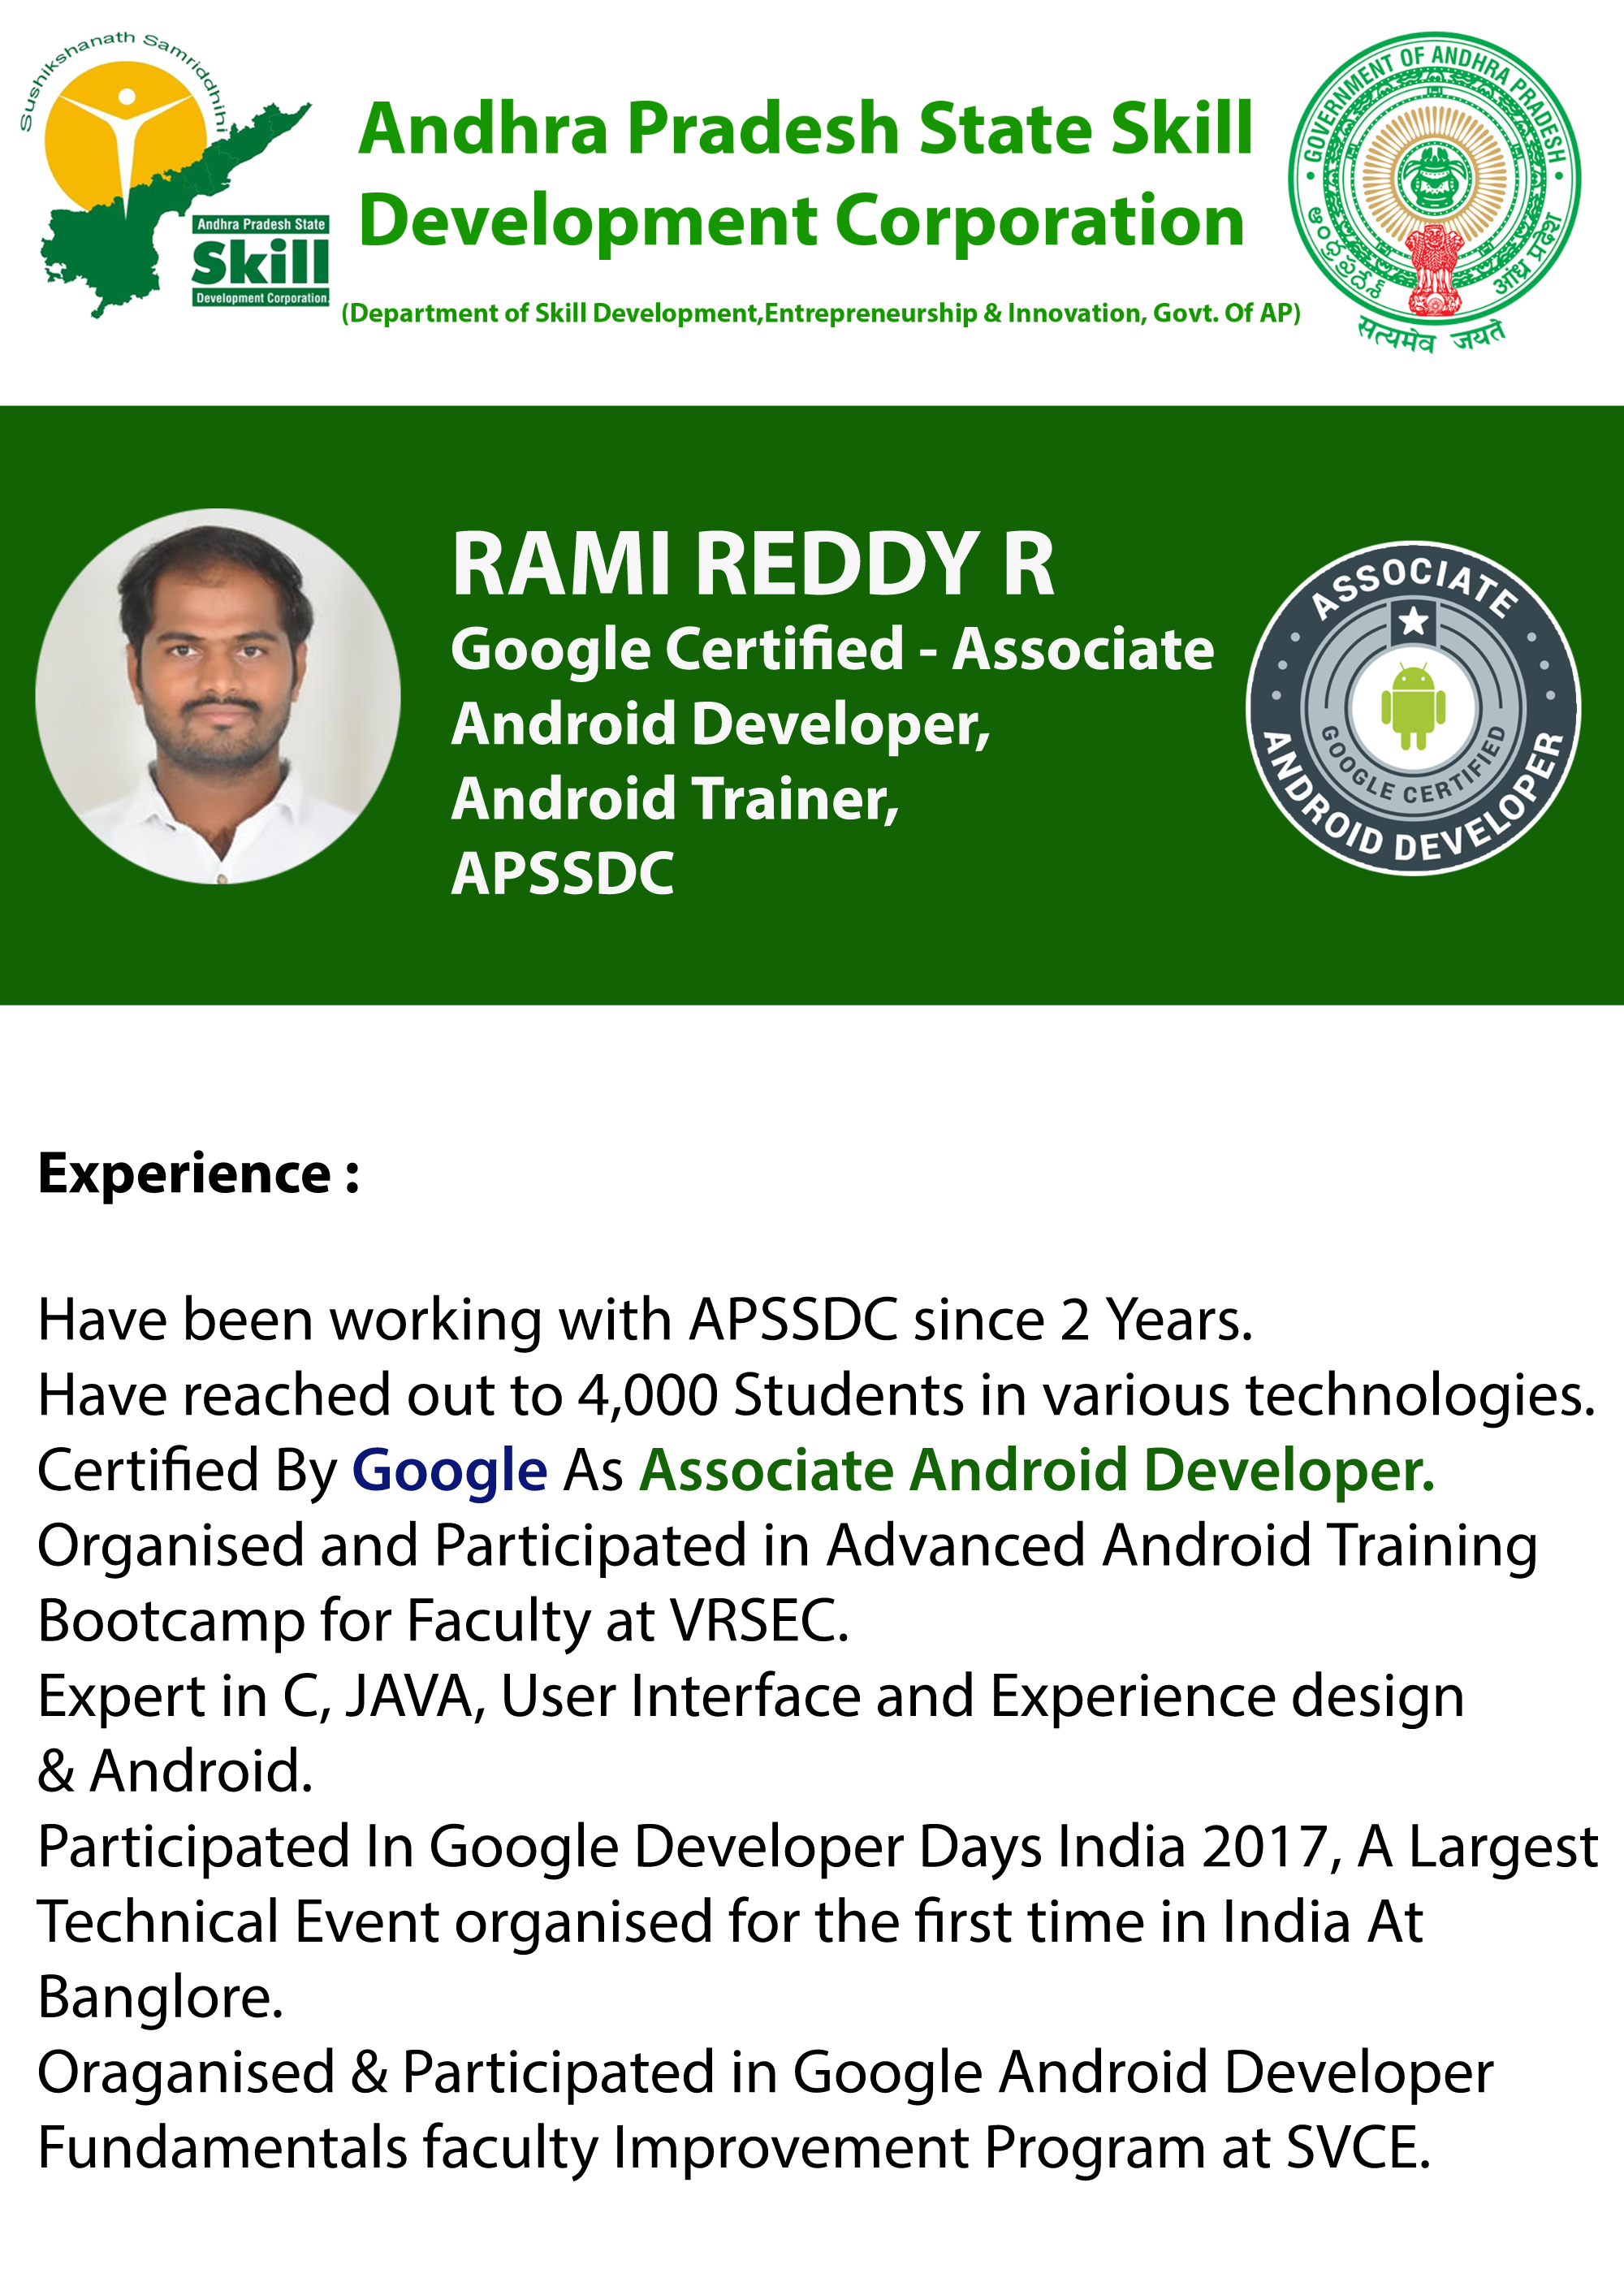 Sushikshanath Samriddhihi
Andhra Pradesh State
Skill
Development Corporation
Andhra Pradesh State Skill
Development Corporation
(Department of Skill Development,Entrepreneurship & Innovation, Govt. Of AP)
GOVERNMENT OF ANDHRA PRADESH
ఆంధ్రప్రదేశ్
आंध्र प्रदेश
सत्यमेव जयते
RAMI REDDY R
Google Certified - Associate
Android Developer,
Android Trainer,
APSSDC
ASSOCIATE
GOOGLE CERTIFIED
ANDROID DEVELOPER
Experience :
Have been working with APSSDC since 2 Years.
Have reached out to 4,000 Students in various technologies.
Certified By Google As Associate Android Developer.
Organised and Participated in Advanced Android Training
Bootcamp for Faculty at VRSEC.
Expert in C, JAVA, User Interface and Experience design
& Android.
Participated In Google Developer Days India 2017, A Largest
Technical Event organised for the first time in India At
Banglore.
Oraganised & Participated in Google Android Developer
Fundamentals faculty Improvement Program at SVCE.